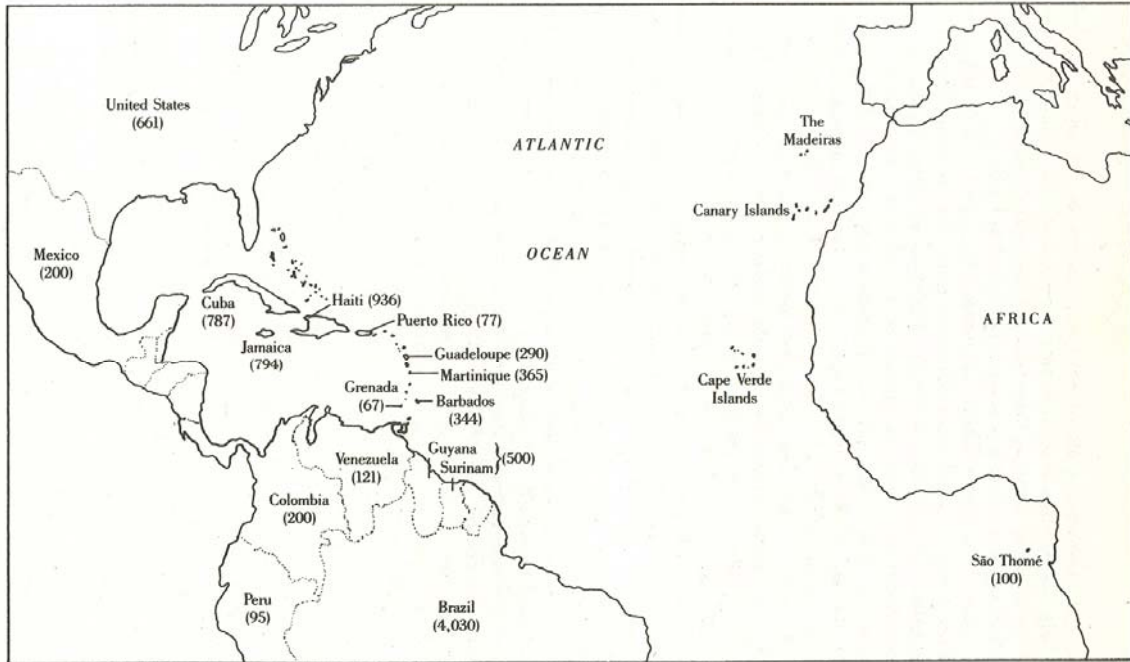 United States
(661)
The
Madeiras
ATLANTIC
Canary Islands
OCEAN
Mexico
(200)
Cuba
(787)
Haiti (936)
Puerto Rico (77)
AFRICA
Jamaica
(794)
Guadeloupe (290)
Martinique (365)
Cape Verde
Islands
Grenada
(67)
Barbados
(344)
Guyana
Surinam
(500)
Venezuela
(121)
Colombia
(200)
São Thomé
(100)
Peru
(95)
Brazil
(4,030)